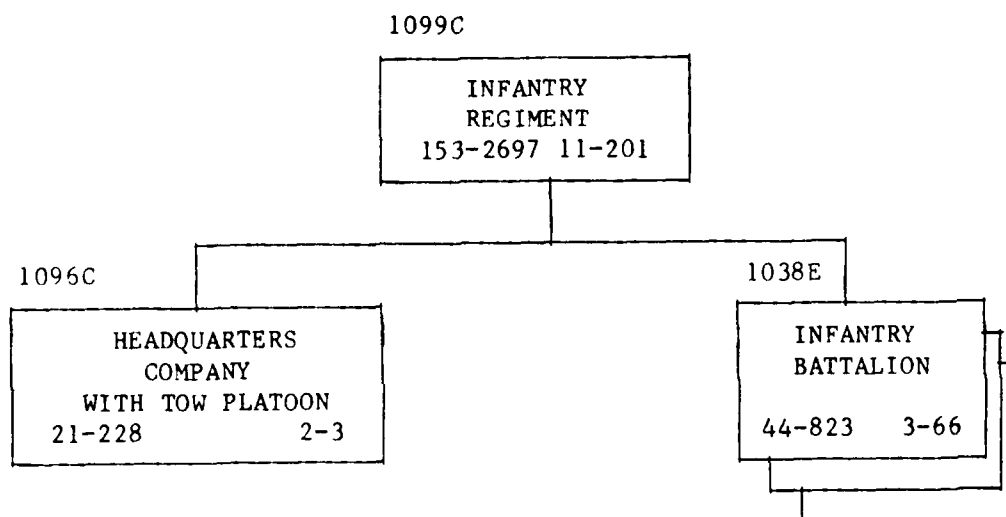 1099C
INFANTRY
REGIMENT
153-2697 11-201
1096C
HEADQUARTERS
COMPANY
WITH TOW PLATOON
21-228 2-3
1038E
INFANTRY
BATTALION
44-823 3-66